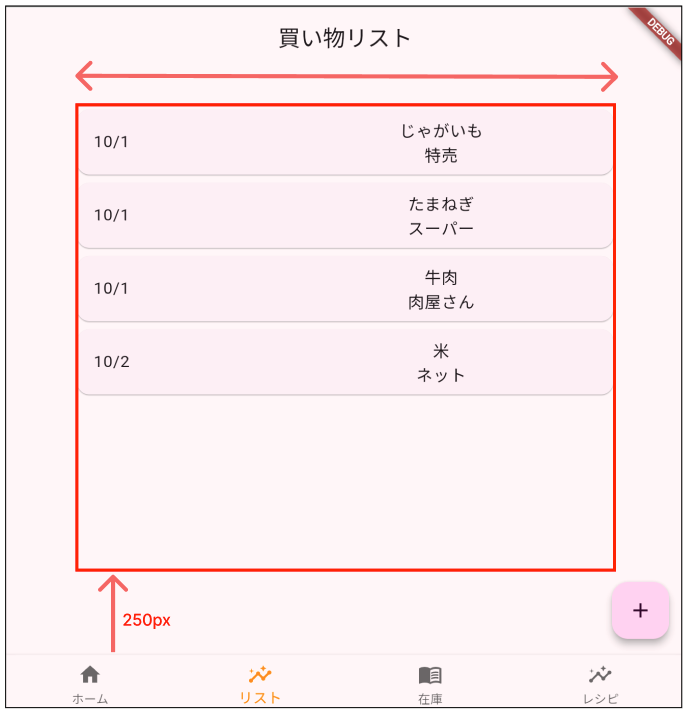 買い物リスト
DEBUG
10/1
じゃがいも
特売
10/1
たまねぎ
スーパー
10/1
牛肉
肉屋さん
10/2
米
ネット
250px
+
ホーム
リスト
在庫
レシピ